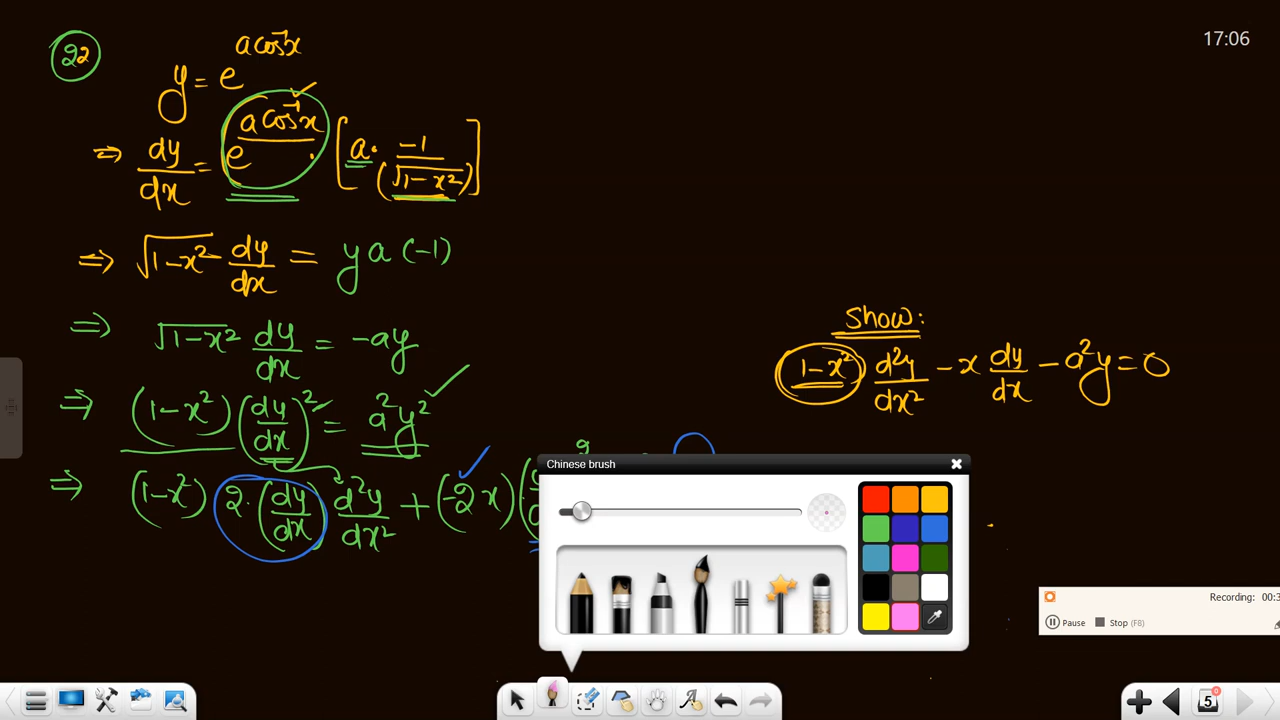 17:06
22
y = e^{a cos⁻¹x}
⇒ dy/dx = e^{a cos⁻¹x} · [a · -1/(√1-x²)]
⇒ √1-x² dy/dx = y a (-1)
⇒ √1-x² dy/dx = -ay
⇒ (1-x²) (dy/dx)² = a²y²
⇒ (1-x²) 2·(dy/dx) d²y/dx² + (-2x)(
Show:
(1-x²) d²y/dx² - x dy/dx - a²y = 0
Chinese brush
Recording: 00:3
Pause Stop (F8)
5